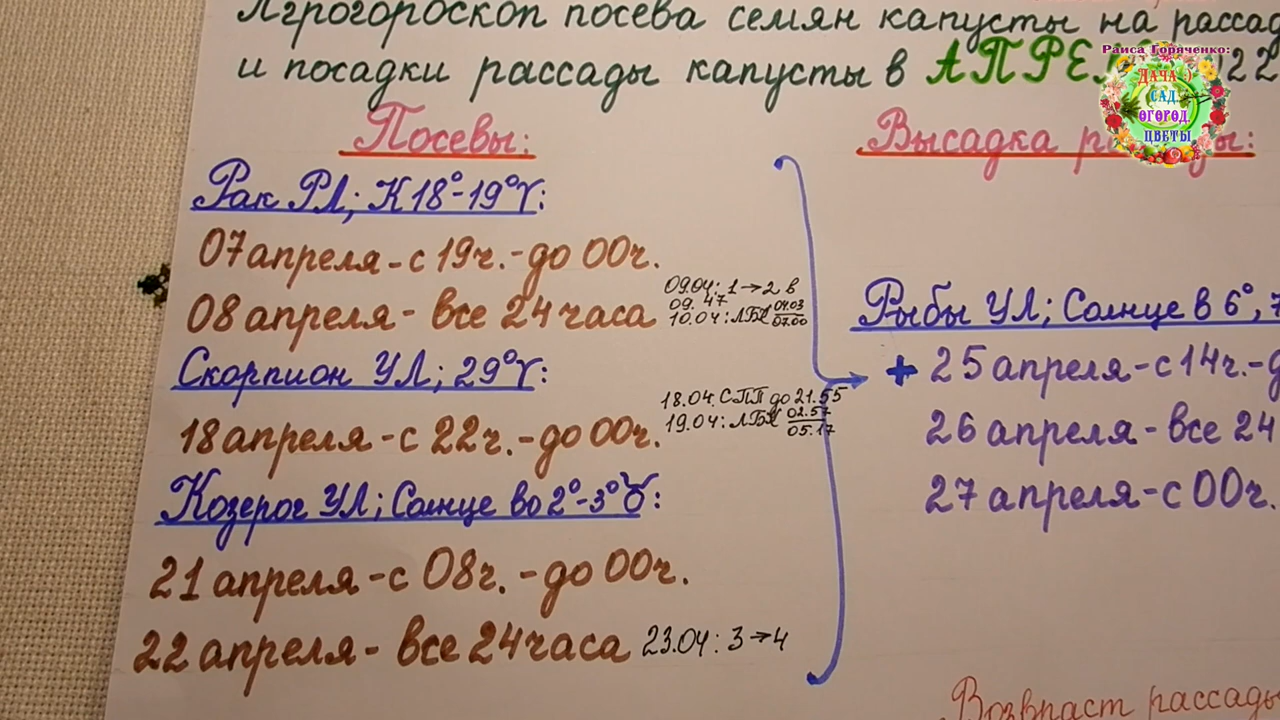 Агрогороскоп посева семян капусты на рассад
и посадки рассады капусты в АПРЕЛ 22
Раиса Горяченко:
ДАЧА
САД,
ОГОРОД,
ЦВЕТЫ
Посевы:
Рак РЛ; К 18°-19°♈:
07 апреля - с 19ч. - до 00ч.
08 апреля - все 24 часа
09.04: 1→2 в
09.47
10.04: ЛБК 04.03
07.00
Скорпион УЛ; 29°♈:
18 апреля - с 22ч. - до 00ч.
18.04. СПП до 21.55
19.04: ЛБК 02.57
05.17
Козерог УЛ; Солнце во 2°-3°♉:
21 апреля - с 08ч. - до 00ч.
22 апреля - все 24 часа 23.04: 3→4
Высадка р ы:
Рыбы УЛ; Солнце в 6°, 7
+ 25 апреля - с 14ч. - д
26 апреля - все 24
27 апреля - с 00ч.
Возраст рассады